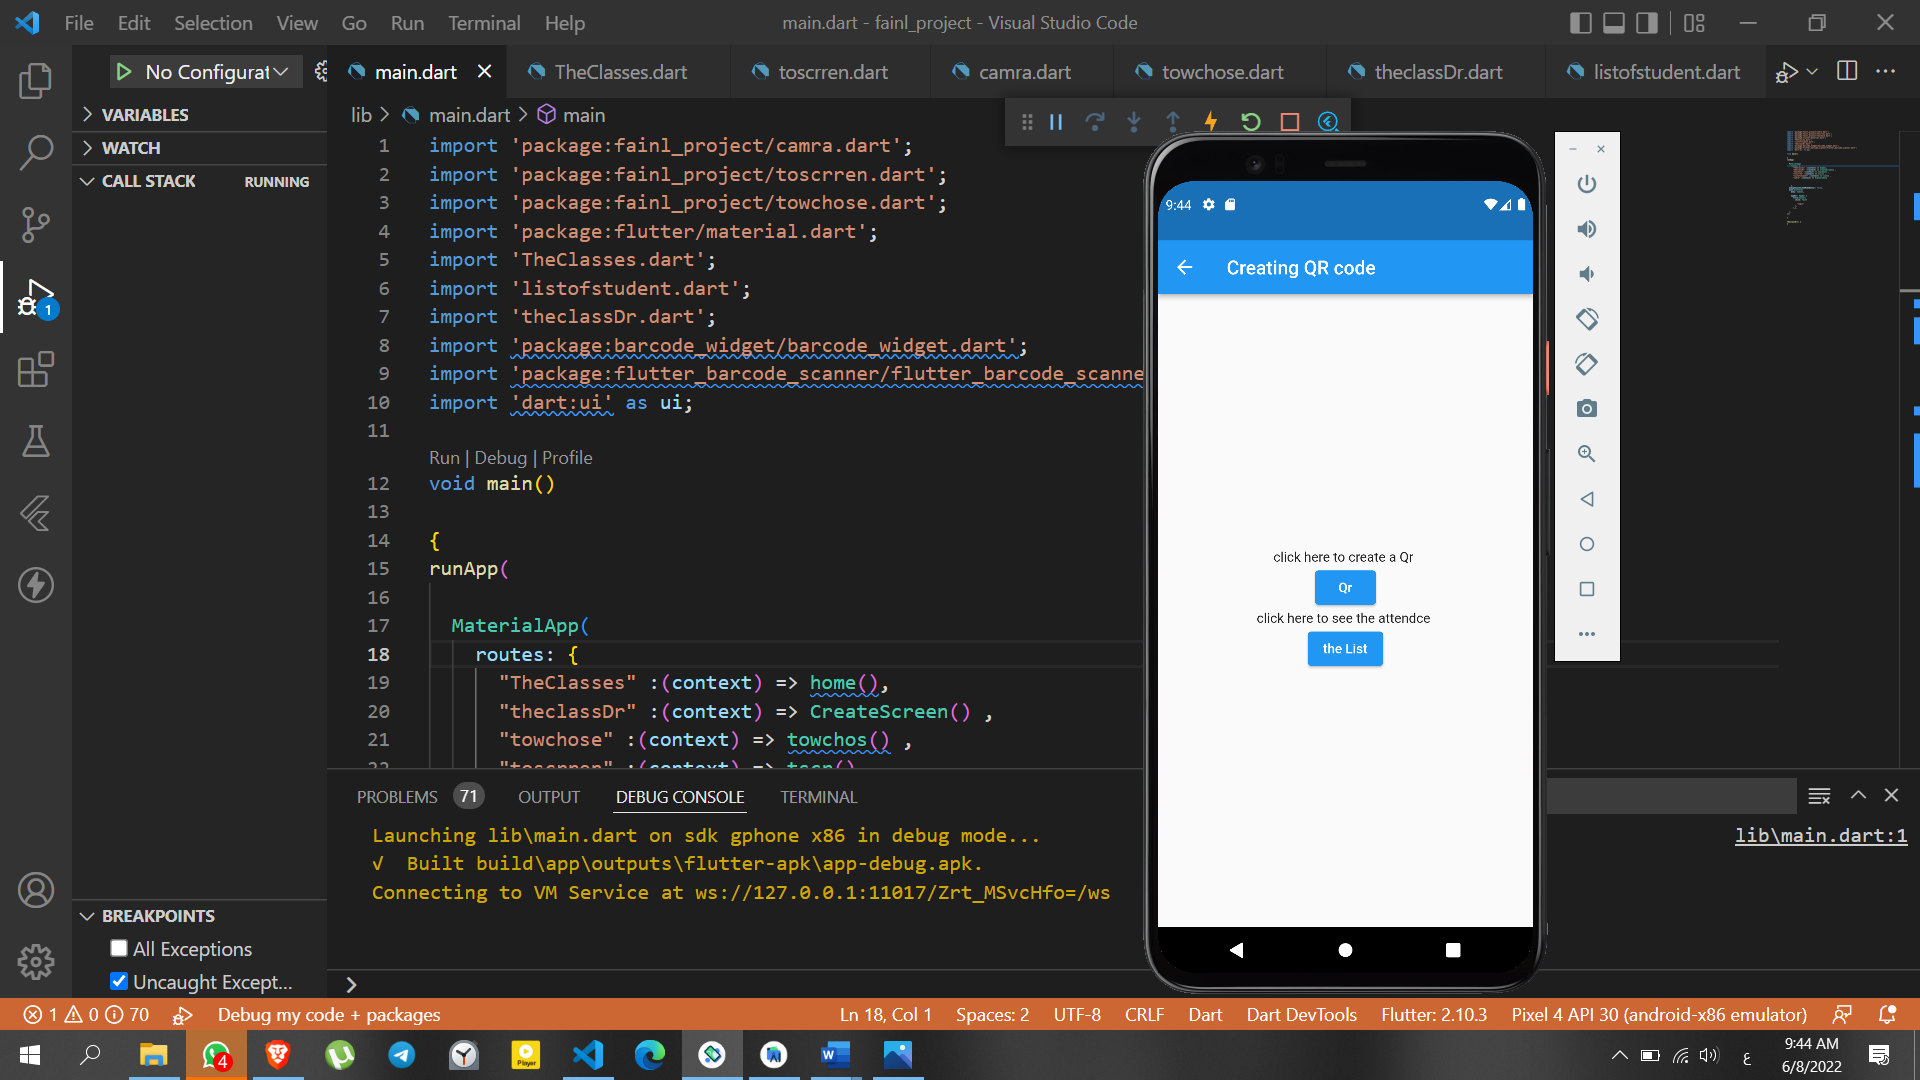 File Edit Selection View Go Run Terminal Help
main.dart - fainl_project - Visual Studio Code
No Configurat
main.dart TheClasses.dart toscrren.dart camra.dart towchose.dart theclassDr.dart listofstudent.dart
VARIABLES
WATCH
CALL STACK RUNNING
lib > main.dart > main
1 import 'package:fainl_project/camra.dart';
2 import 'package:fainl_project/toscrren.dart';
3 import 'package:fainl_project/towchose.dart';
4 import 'package:flutter/material.dart';
5 import 'TheClasses.dart';
6 import 'listofstudent.dart';
7 import 'theclassDr.dart';
8 import 'package:barcode_widget/barcode_widget.dart';
9 import 'package:flutter_barcode_scanner/flutter_barcode_scanne
10 import 'dart:ui' as ui;
11
Run | Debug | Profile
12 void main()
13
14 {
15 runApp(
16
17 MaterialApp(
18 routes: {
19 "TheClasses" :(context) => home(),
20 "theclassDr" :(context) => CreateScreen() ,
21 "towchose" :(context) => towchos() ,
22 "toscrren" :(context) => tscr()
9:44
Creating QR code
click here to create a Qr
Qr
click here to see the attendce
the List
PROBLEMS 71 OUTPUT DEBUG CONSOLE TERMINAL
Launching lib\main.dart on sdk gphone x86 in debug mode...
lib\main.dart:1
√ Built build\app\outputs\flutter-apk\app-debug.apk.
Connecting to VM Service at ws://127.0.0.1:11017/Zrt_MSvcHfo=/ws
BREAKPOINTS
All Exceptions
Uncaught Except...
1
1 0 70 Debug my code + packages
Ln 18, Col 1 Spaces: 2 UTF-8 CRLF Dart Dart DevTools Flutter: 2.10.3 Pixel 4 API 30 (android-x86 emulator)
4
Player
ع
9:44 AM
6/8/2022